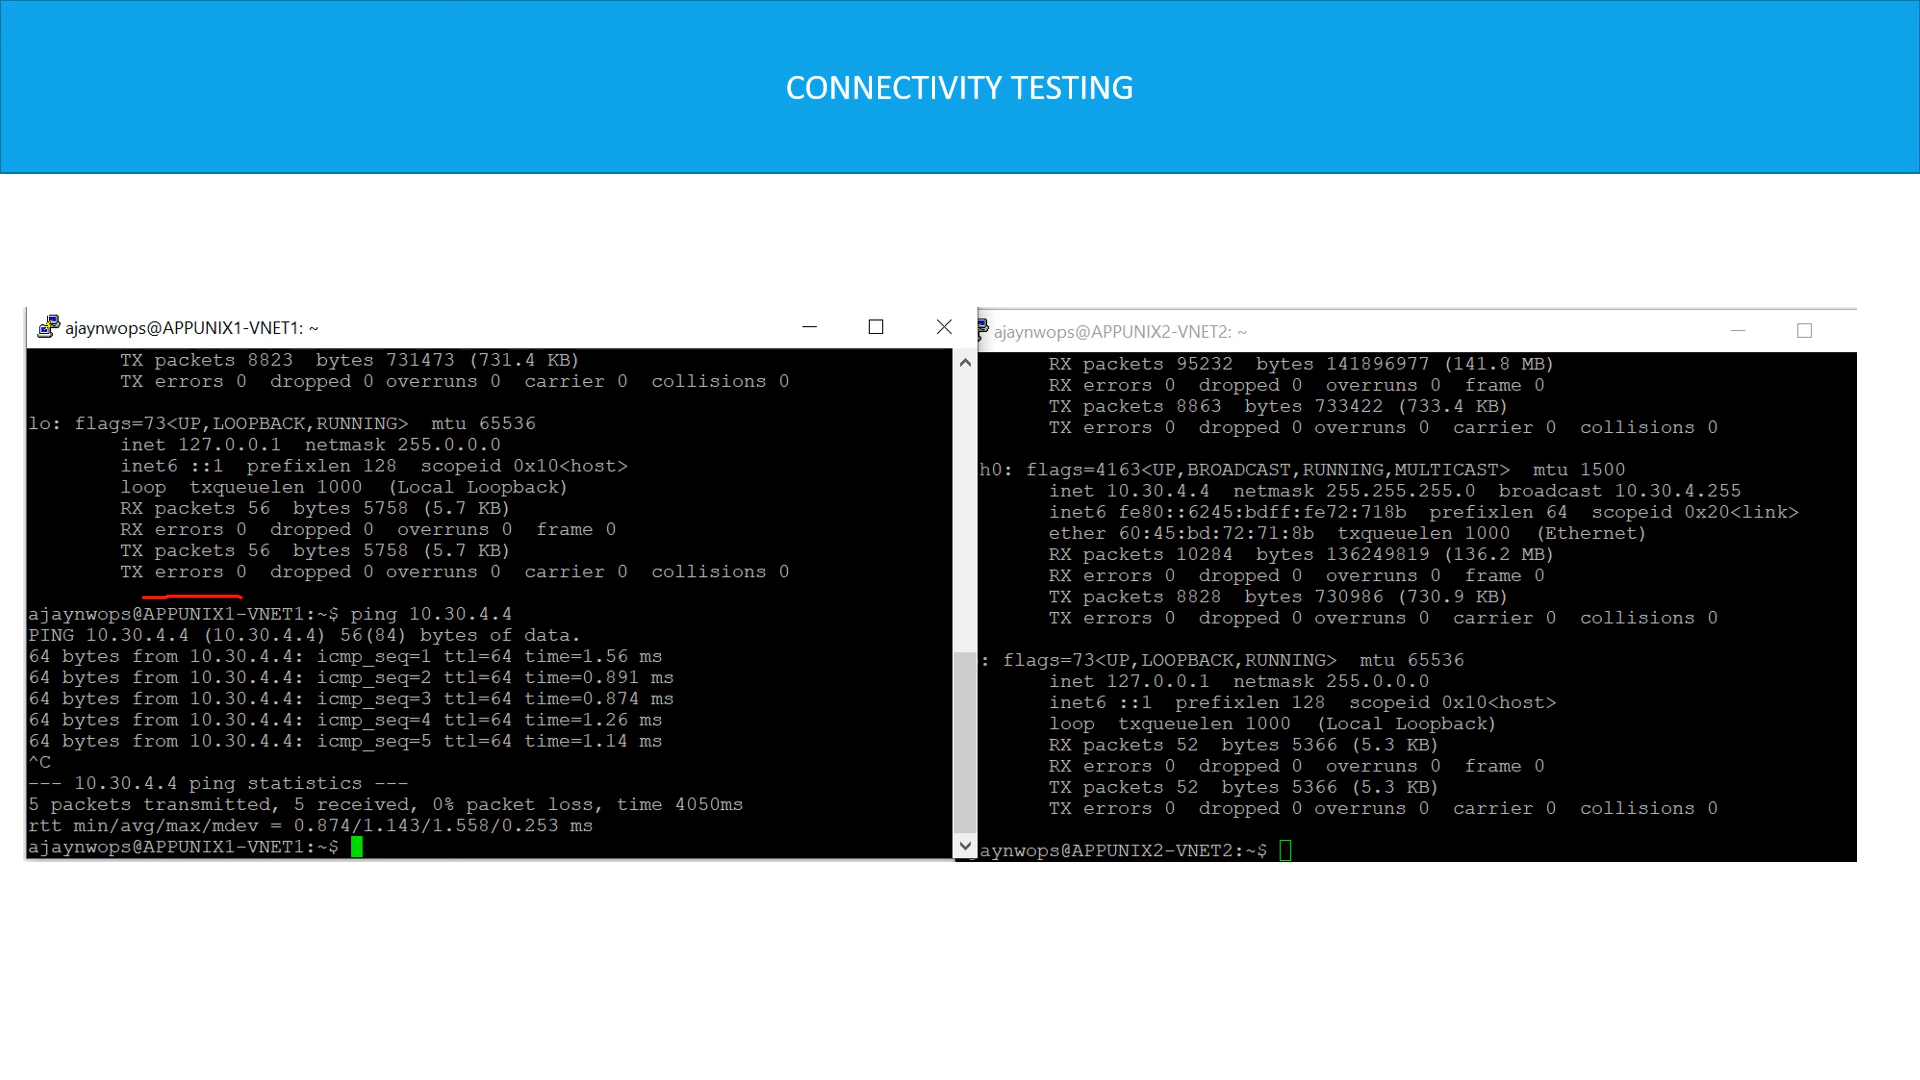 CONNECTIVITY TESTING
ajaynwops@APPUNIX1-VNET1: ~
TX packets 8823  bytes 731473 (731.4 KB)
TX errors 0  dropped 0 overruns 0  carrier 0  collisions 0
lo: flags=73<UP,LOOPBACK,RUNNING>  mtu 65536
inet 127.0.0.1  netmask 255.0.0.0
inet6 ::1  prefixlen 128  scopeid 0x10<host>
loop  txqueuelen 1000  (Local Loopback)
RX packets 56  bytes 5758 (5.7 KB)
RX errors 0  dropped 0  overruns 0  frame 0
TX packets 56  bytes 5758 (5.7 KB)
TX errors 0  dropped 0 overruns 0  carrier 0  collisions 0
ajaynwops@APPUNIX1-VNET1:~$ ping 10.30.4.4
PING 10.30.4.4 (10.30.4.4) 56(84) bytes of data.
64 bytes from 10.30.4.4: icmp_seq=1 ttl=64 time=1.56 ms
64 bytes from 10.30.4.4: icmp_seq=2 ttl=64 time=0.891 ms
64 bytes from 10.30.4.4: icmp_seq=3 ttl=64 time=0.874 ms
64 bytes from 10.30.4.4: icmp_seq=4 ttl=64 time=1.26 ms
64 bytes from 10.30.4.4: icmp_seq=5 ttl=64 time=1.14 ms
^C
--- 10.30.4.4 ping statistics ---
5 packets transmitted, 5 received, 0% packet loss, time 4050ms
rtt min/avg/max/mdev = 0.874/1.143/1.558/0.253 ms
ajaynwops@APPUNIX1-VNET1:~$
ajaynwops@APPUNIX2-VNET2: ~
RX packets 95232  bytes 141896977 (141.8 MB)
RX errors 0  dropped 0  overruns 0  frame 0
TX packets 8863  bytes 733422 (733.4 KB)
TX errors 0  dropped 0 overruns 0  carrier 0  collisions 0
h0: flags=4163<UP,BROADCAST,RUNNING,MULTICAST>  mtu 1500
inet 10.30.4.4  netmask 255.255.255.0  broadcast 10.30.4.255
inet6 fe80::6245:bdff:fe72:718b  prefixlen 64  scopeid 0x20<link>
ether 60:45:bd:72:71:8b  txqueuelen 1000  (Ethernet)
RX packets 10284  bytes 136249819 (136.2 MB)
RX errors 0  dropped 0  overruns 0  frame 0
TX packets 8828  bytes 730986 (730.9 KB)
TX errors 0  dropped 0 overruns 0  carrier 0  collisions 0
: flags=73<UP,LOOPBACK,RUNNING>  mtu 65536
inet 127.0.0.1  netmask 255.0.0.0
inet6 ::1  prefixlen 128  scopeid 0x10<host>
loop  txqueuelen 1000  (Local Loopback)
RX packets 52  bytes 5366 (5.3 KB)
RX errors 0  dropped 0  overruns 0  frame 0
TX packets 52  bytes 5366 (5.3 KB)
TX errors 0  dropped 0 overruns 0  carrier 0  collisions 0
aynwops@APPUNIX2-VNET2:~$